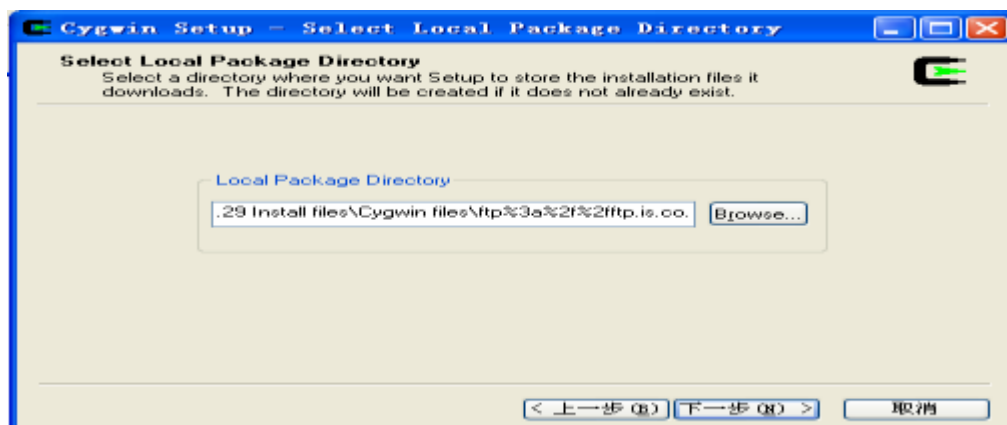 Cygwin Setup - Select Local Package Directory
Select Local Package Directory
Select a directory where you want Setup to store the installation files it
downloads. The directory will be created if it does not already exist.
Local Package Directory
.29 Install files\Cygwin files\ftp%3a%2f%2fftp.is.co.
Browse...
< 上一步(B) 下一步(N) > 取消